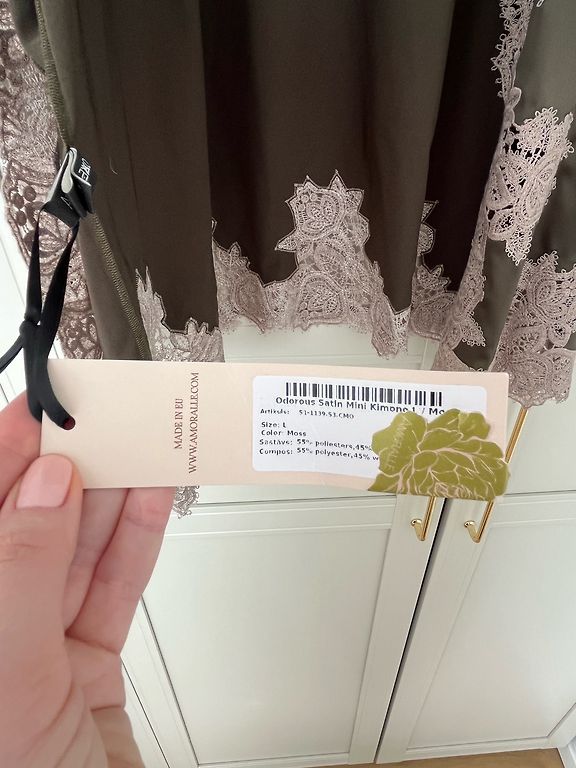 MADE IN EU
WWW.AMORALLE.COM
Odorous Satin Mini Kimono L / Mo
Artikuls: 51-1139.53.CMO
Size: L
Color: Moss
Sastāvs: 55% poliesters,45%
Compos: 55% polyester,45% w